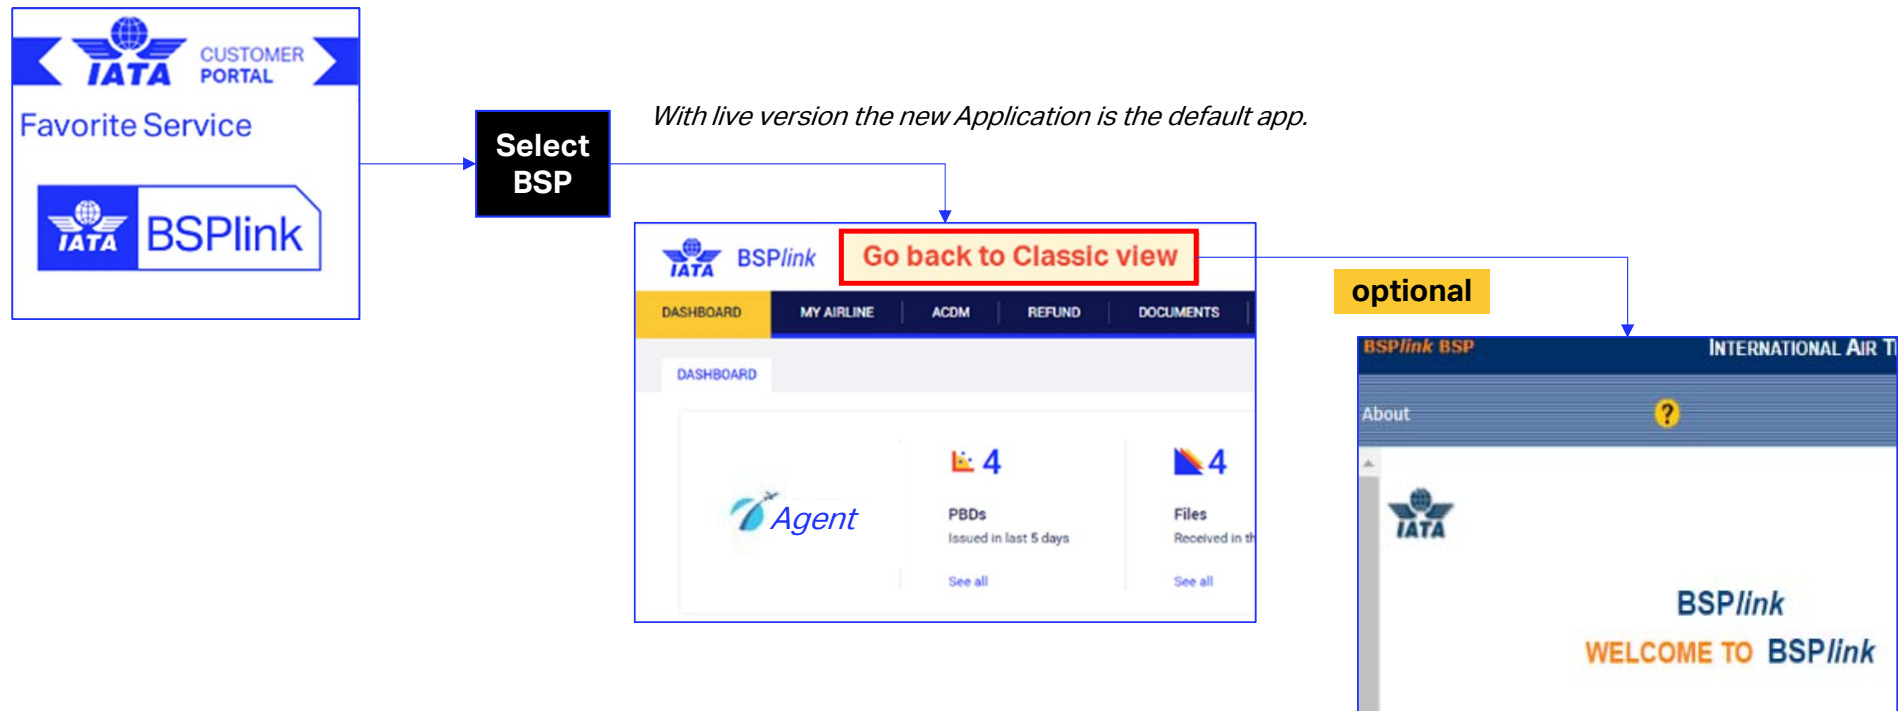 IATA
CUSTOMER
PORTAL
Favorite Service
IATA BSPlink
Select
BSP
With live version the new Application is the default app.
IATA BSPlink
Go back to Classic view
DASHBOARD MY AIRLINE ACDM REFUND DOCUMENTS
DASHBOARD
Agent
4
PBDs
Issued in last 5 days
See all
4
Files
Received in th
See all
optional
BSPlink BSP INTERNATIONAL AIR T
About ?
IATA
BSPlink
WELCOME TO BSPlink